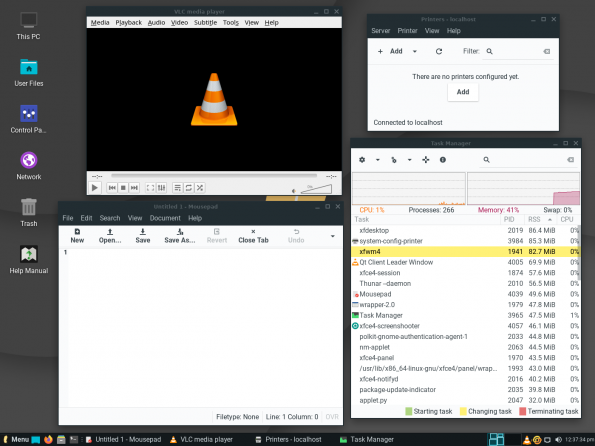 This PC
User Files
Control Pa...
Network
Trash
Help Manual
VLC media player
Media Playback Audio Video Subtitle Tools View Help
--:-- --:--
Printers - localhost
Server Printer View Help
Add Filter:
There are no printers configured yet.
Add
Connected to localhost
Untitled 1 - Mousepad
File Edit Search View Document Help
New Open... Save Save As... Revert Close Tab Undo
1
Filetype: None Line: 1 Column: 0 OVR
Task Manager
CPU: 1% Processes: 266 Memory: 41% Swap: 0%
Task PID RSS CPU
xfdesktop 2019 86.4 MiB 0%
system-config-printer 3984 85.3 MiB 0%
xfwm4 1941 82.7 MiB 0%
Qt Client Leader Window 4005 69.9 MiB 0%
xfce4-session 1874 57.6 MiB 0%
Thunar --daemon 2010 56.5 MiB 0%
Mousepad 4039 49.6 MiB 0%
wrapper-2.0 1979 47.8 MiB 0%
Task Manager 3965 47.5 MiB 1%
xfce4-screenshooter 4057 46.1 MiB 0%
polkit-gnome-authentication-agent-1 2033 44.8 MiB 0%
nm-applet 2063 44.5 MiB 0%
xfce4-panel 1970 43.5 MiB 0%
/usr/lib/x86_64-linux-gnu/xfce4/panel/wrap... 1993 43.2 MiB 0%
xfce4-notifyd 2016 40.2 MiB 0%
package-update-indicator 2035 39.8 MiB 0%
applet.py 2047 32.0 MiB 0%
Starting task Changing task Terminating task
Menu Untitled 1 - Mousepad VLC media player Printers - localhost Task Manager 12:37:34 pm